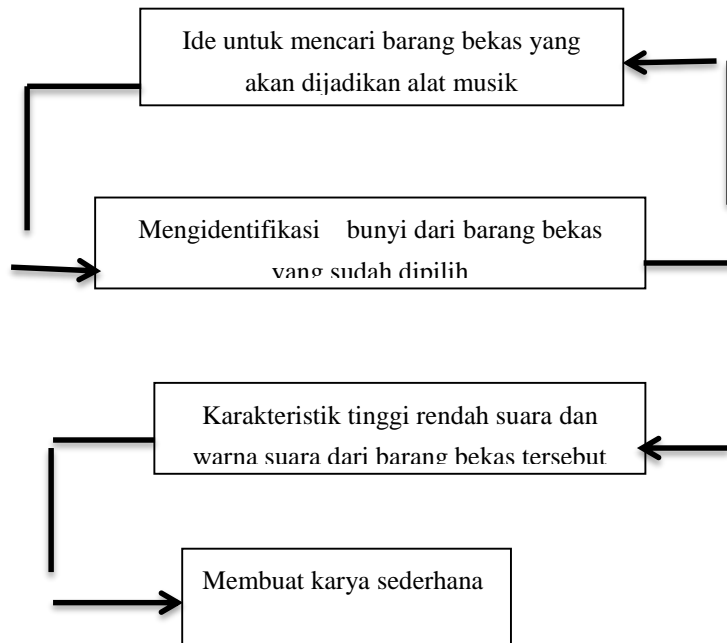 Ide untuk mencari barang bekas yang
akan dijadikan alat musik
Mengidentifikasi bunyi dari barang bekas
yang sudah dipilih
Karakteristik tinggi rendah suara dan
warna suara dari barang bekas tersebut
Membuat karya sederhana